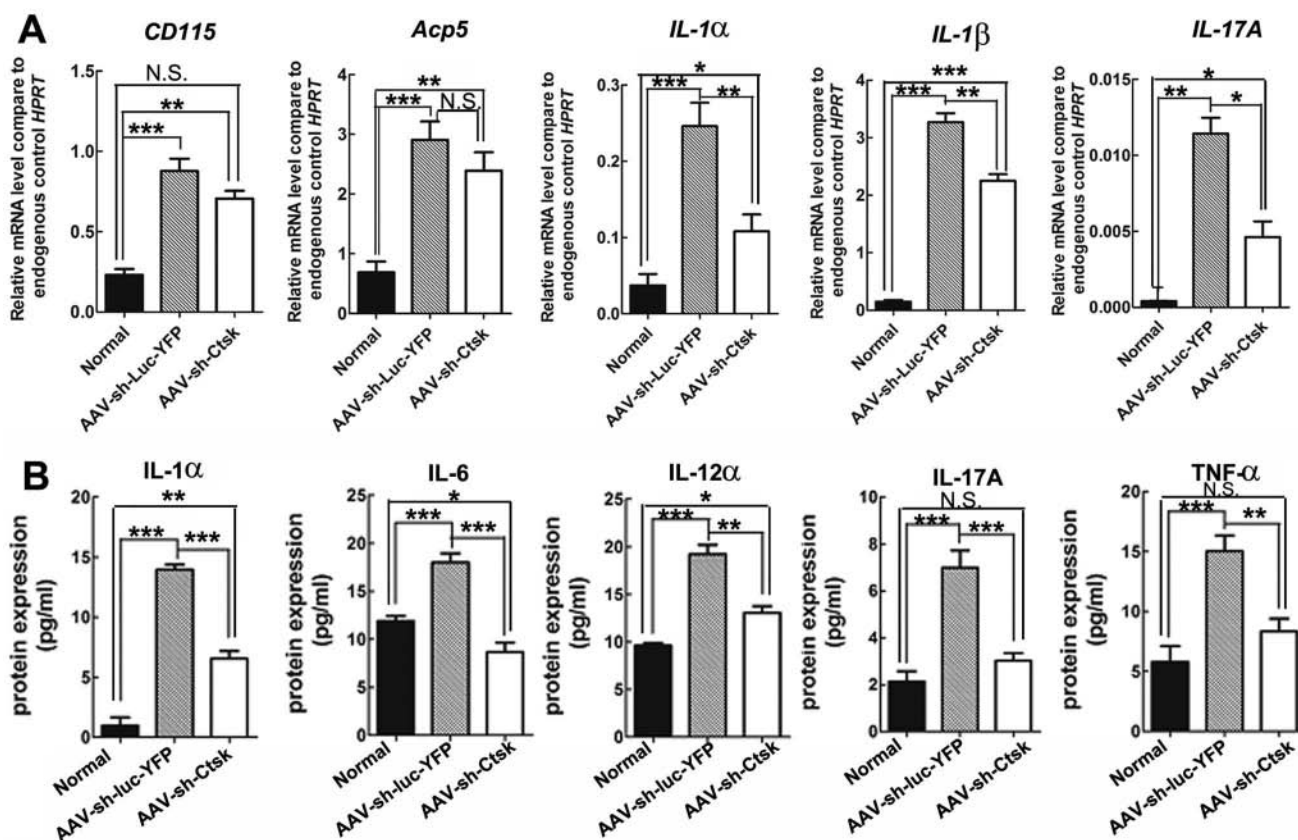 A
CD115
Relative mRNA level compare to
endogenous control HPRT
1.5
1.0
0.5
0.0
N.S.
**
***
Normal
AAV-sh-Luc-YFP
AAV-sh-Ctsk
Acp5
Relative mRNA level compare to
endogenous control HPRT
4
3
2
1
0
**
*** N.S.
Normal
AAV-sh-Luc-YFP
AAV-sh-Ctsk
IL-1α
Relative mRNA level compare to
endogenous control HPRT
0.3
0.2
0.1
0.0
*
*** **
Normal
AAV-sh-Luc-YFP
AAV-sh-Ctsk
IL-1β
Relative mRNA level compare to
endogenous control HPRT
4
3
2
1
0
***
*** **
Normal
AAV-sh-Luc-YFP
AAV-sh-Ctsk
IL-17A
Relative mRNA level compare to
endogenous control HPRT
0.015
0.010
0.005
0.000
*
** *
Normal
AAV-sh-Luc-YFP
AAV-sh-Ctsk
B
IL-1α
protein expression
(pg/ml)
20
15
10
5
0
**
*** ***
Normal
AAV-sh-luc-YFP
AAV-sh-Ctsk
IL-6
protein expression
(pg/ml)
25
20
15
10
5
0
*
*** ***
Normal
AAV-sh-luc-YFP
AAV-sh-Ctsk
IL-12α
protein expression
(pg/ml)
25
20
15
10
5
0
*
*** **
Normal
AAV-sh-luc-YFP
AAV-sh-Ctsk
IL-17A
protein expression
(pg/ml)
10
8
6
4
2
0
N.S.
*** ***
Normal
AAV-sh-luc-YFP
AAV-sh-Ctsk
TNF-α
protein expression
(pg/ml)
20
15
10
5
0
N.S.
*** **
Normal
AAV-sh-luc-YFP
AAV-sh-Ctsk